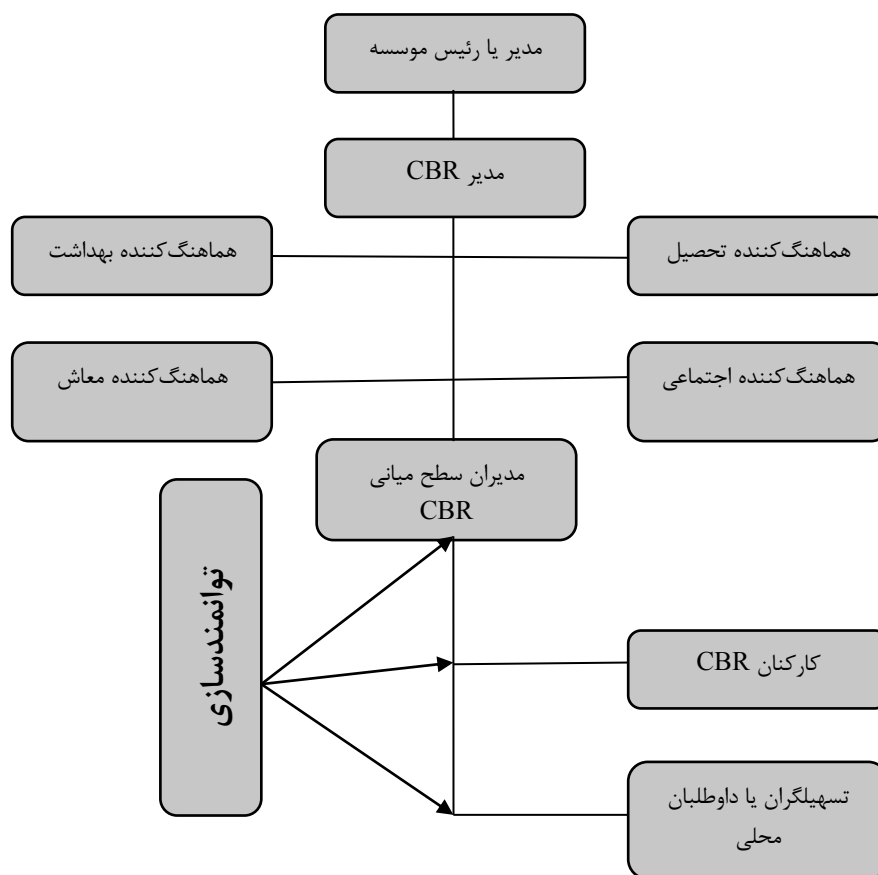 مدیر یا رئیس موسسه
مدیر CBR
هماهنگ‌کننده تحصیل
هماهنگ‌کننده بهداشت
هماهنگ‌کننده اجتماعی
هماهنگ‌کننده معاش
مدیران سطح میانی
CBR
توانمندسازی
کارکنان CBR
تسهیلگران یا داوطلبان
محلی